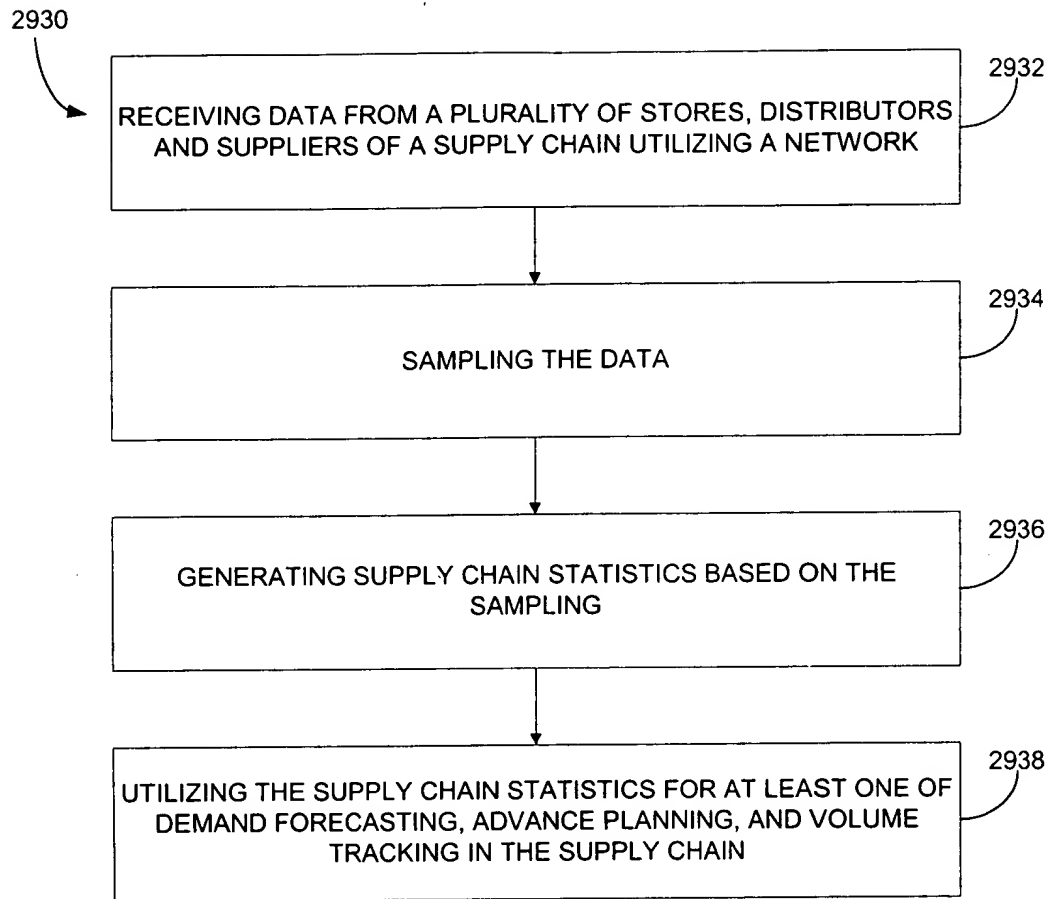 2930
2932
RECEIVING DATA FROM A PLURALITY OF STORES, DISTRIBUTORS
AND SUPPLIERS OF A SUPPLY CHAIN UTILIZING A NETWORK
2934
SAMPLING THE DATA
2936
GENERATING SUPPLY CHAIN STATISTICS BASED ON THE
SAMPLING
2938
UTILIZING THE SUPPLY CHAIN STATISTICS FOR AT LEAST ONE OF
DEMAND FORECASTING, ADVANCE PLANNING, AND VOLUME
TRACKING IN THE SUPPLY CHAIN